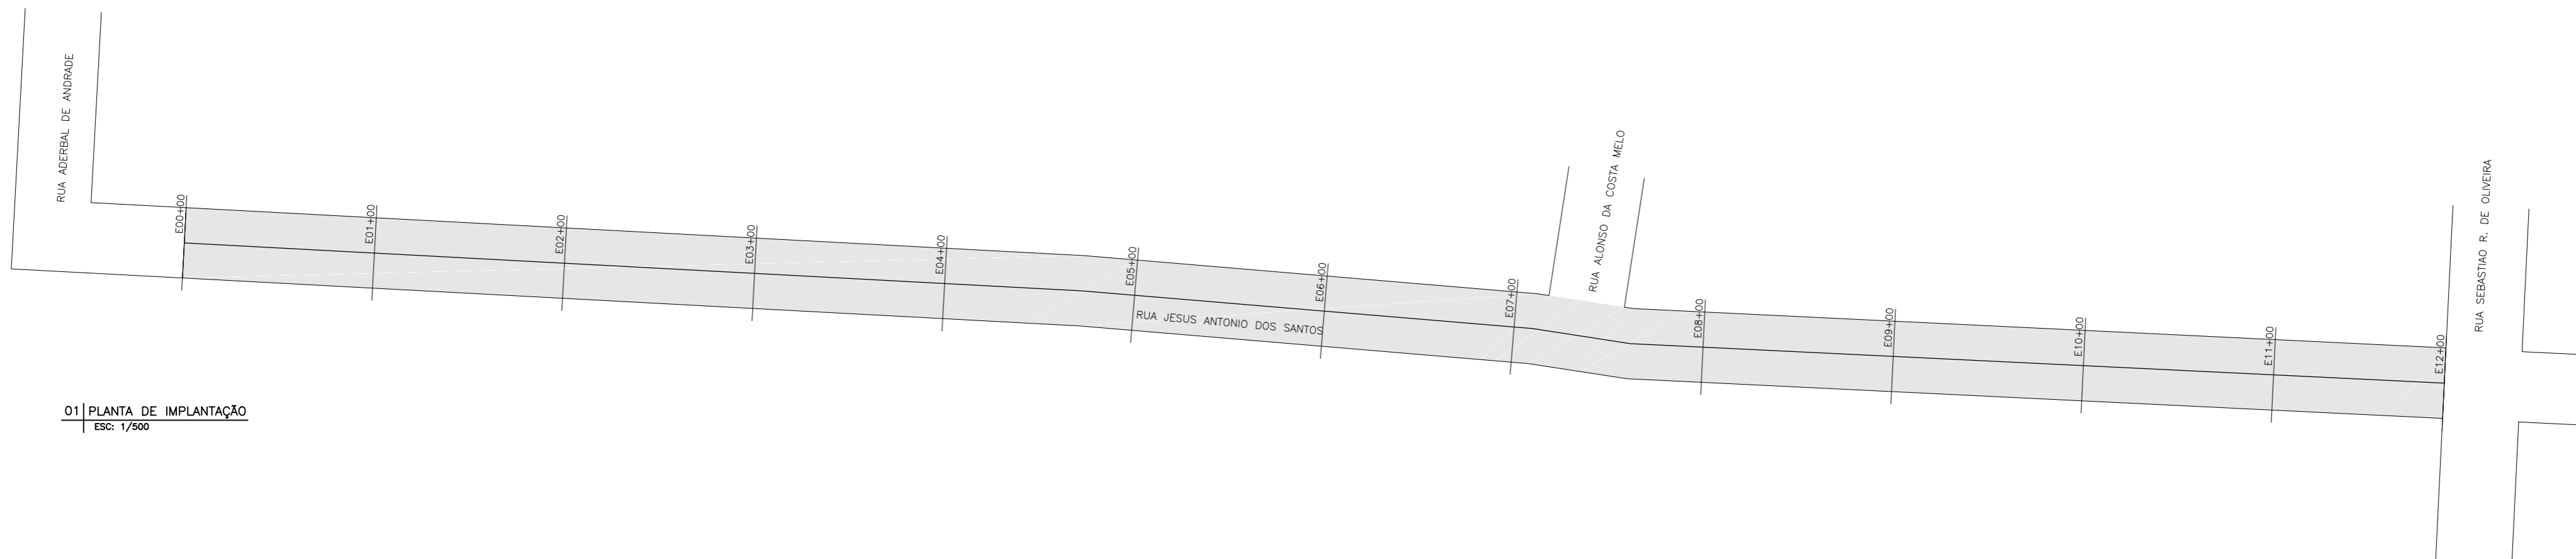 RUA ADERBAL DE ANDRADE
E00+00
E01+00
E02+00
E03+00
E04+00
E05+00
E06+00
E07+00
RUA ALONSO DA COSTA MELO
E08+00
E09+00
E10+00
E11+00
E12+00
RUA SEBASTIAO R. DE OLIVEIRA
RUA JESUS ANTONIO DOS SANTOS
01 PLANTA DE IMPLANTAÇÃO
ESC: 1/500